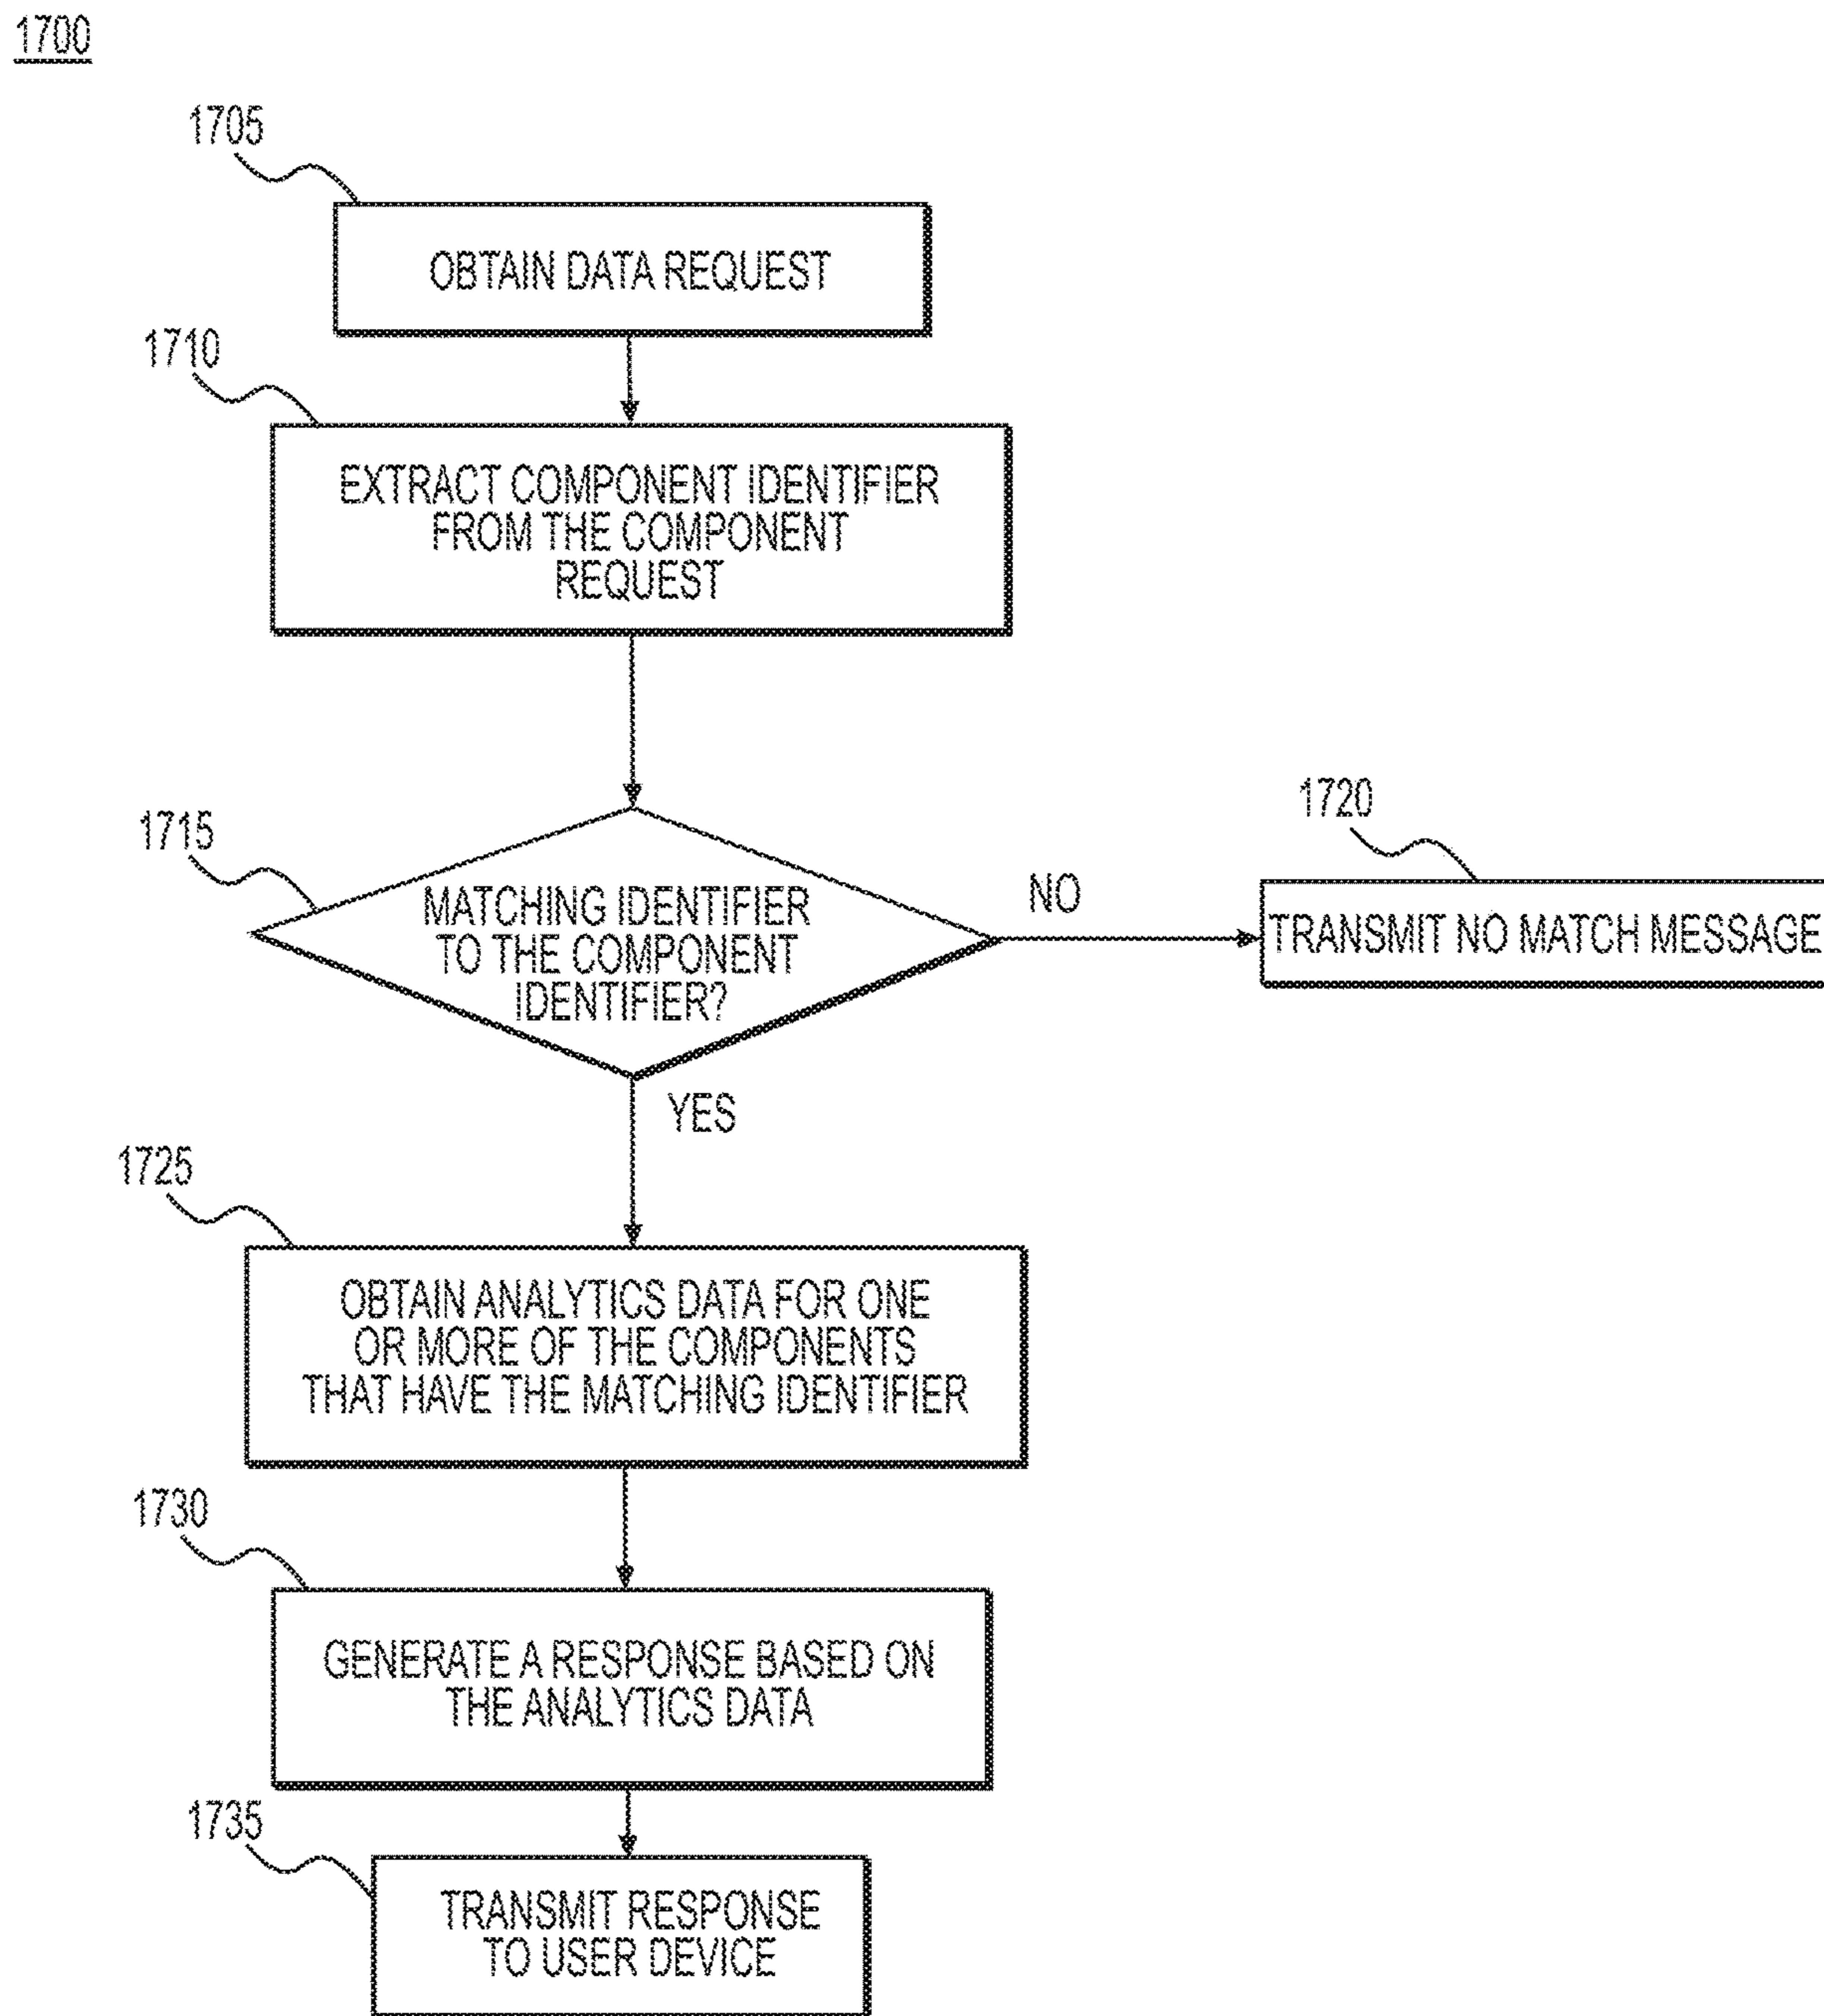 1700
1705
OBTAIN DATA REQUEST
1710
EXTRACT COMPONENT IDENTIFIER
FROM THE COMPONENT
REQUEST
1715
MATCHING IDENTIFIER
TO THE COMPONENT
IDENTIFIER?
NO
1720
TRANSMIT NO MATCH MESSAGE
YES
1725
OBTAIN ANALYTICS DATA FOR ONE
OR MORE OF THE COMPONENTS
THAT HAVE THE MATCHING IDENTIFIER
1730
GENERATE A RESPONSE BASED ON
THE ANALYTICS DATA
1735
TRANSMIT RESPONSE
TO USER DEVICE